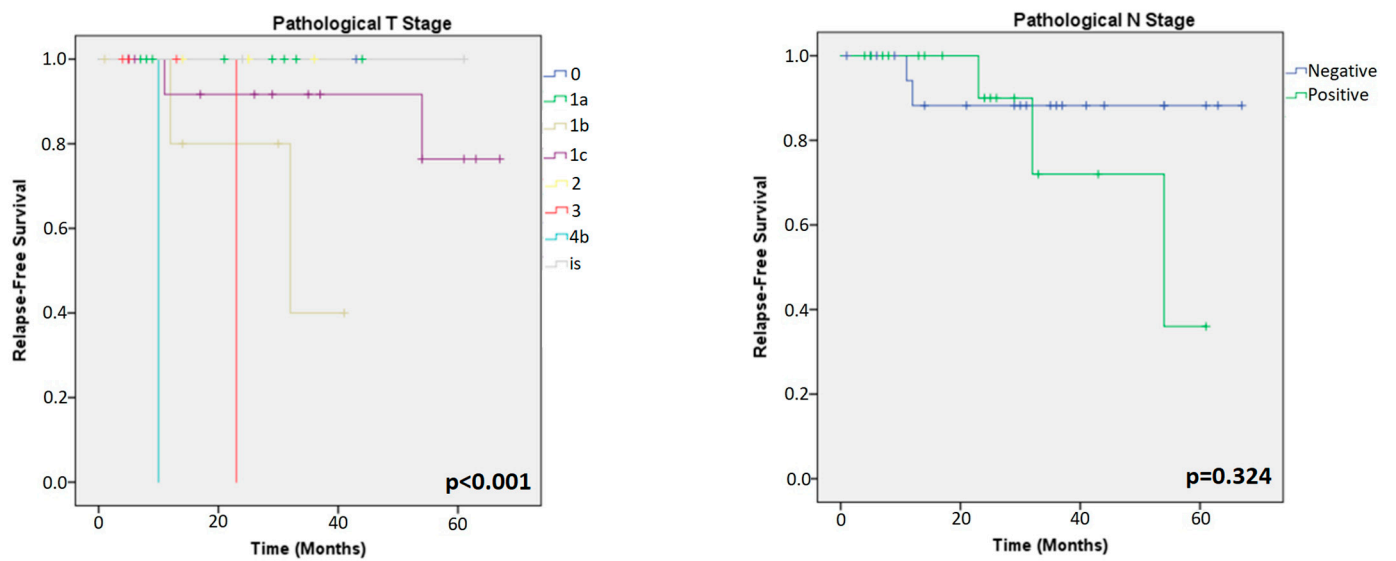 Pathological T Stage
1.0
0.8
0.6
0.4
0.2
0.0
Relapse-Free Survival
0
20
40
60
Time (Months)
p<0.001
0
1a
1b
1c
2
3
4b
is
Pathological N Stage
1.0
0.8
0.6
0.4
0.2
0.0
Relapse-Free Survival
0
20
40
60
Time (Months)
p=0.324
Negative
Positive